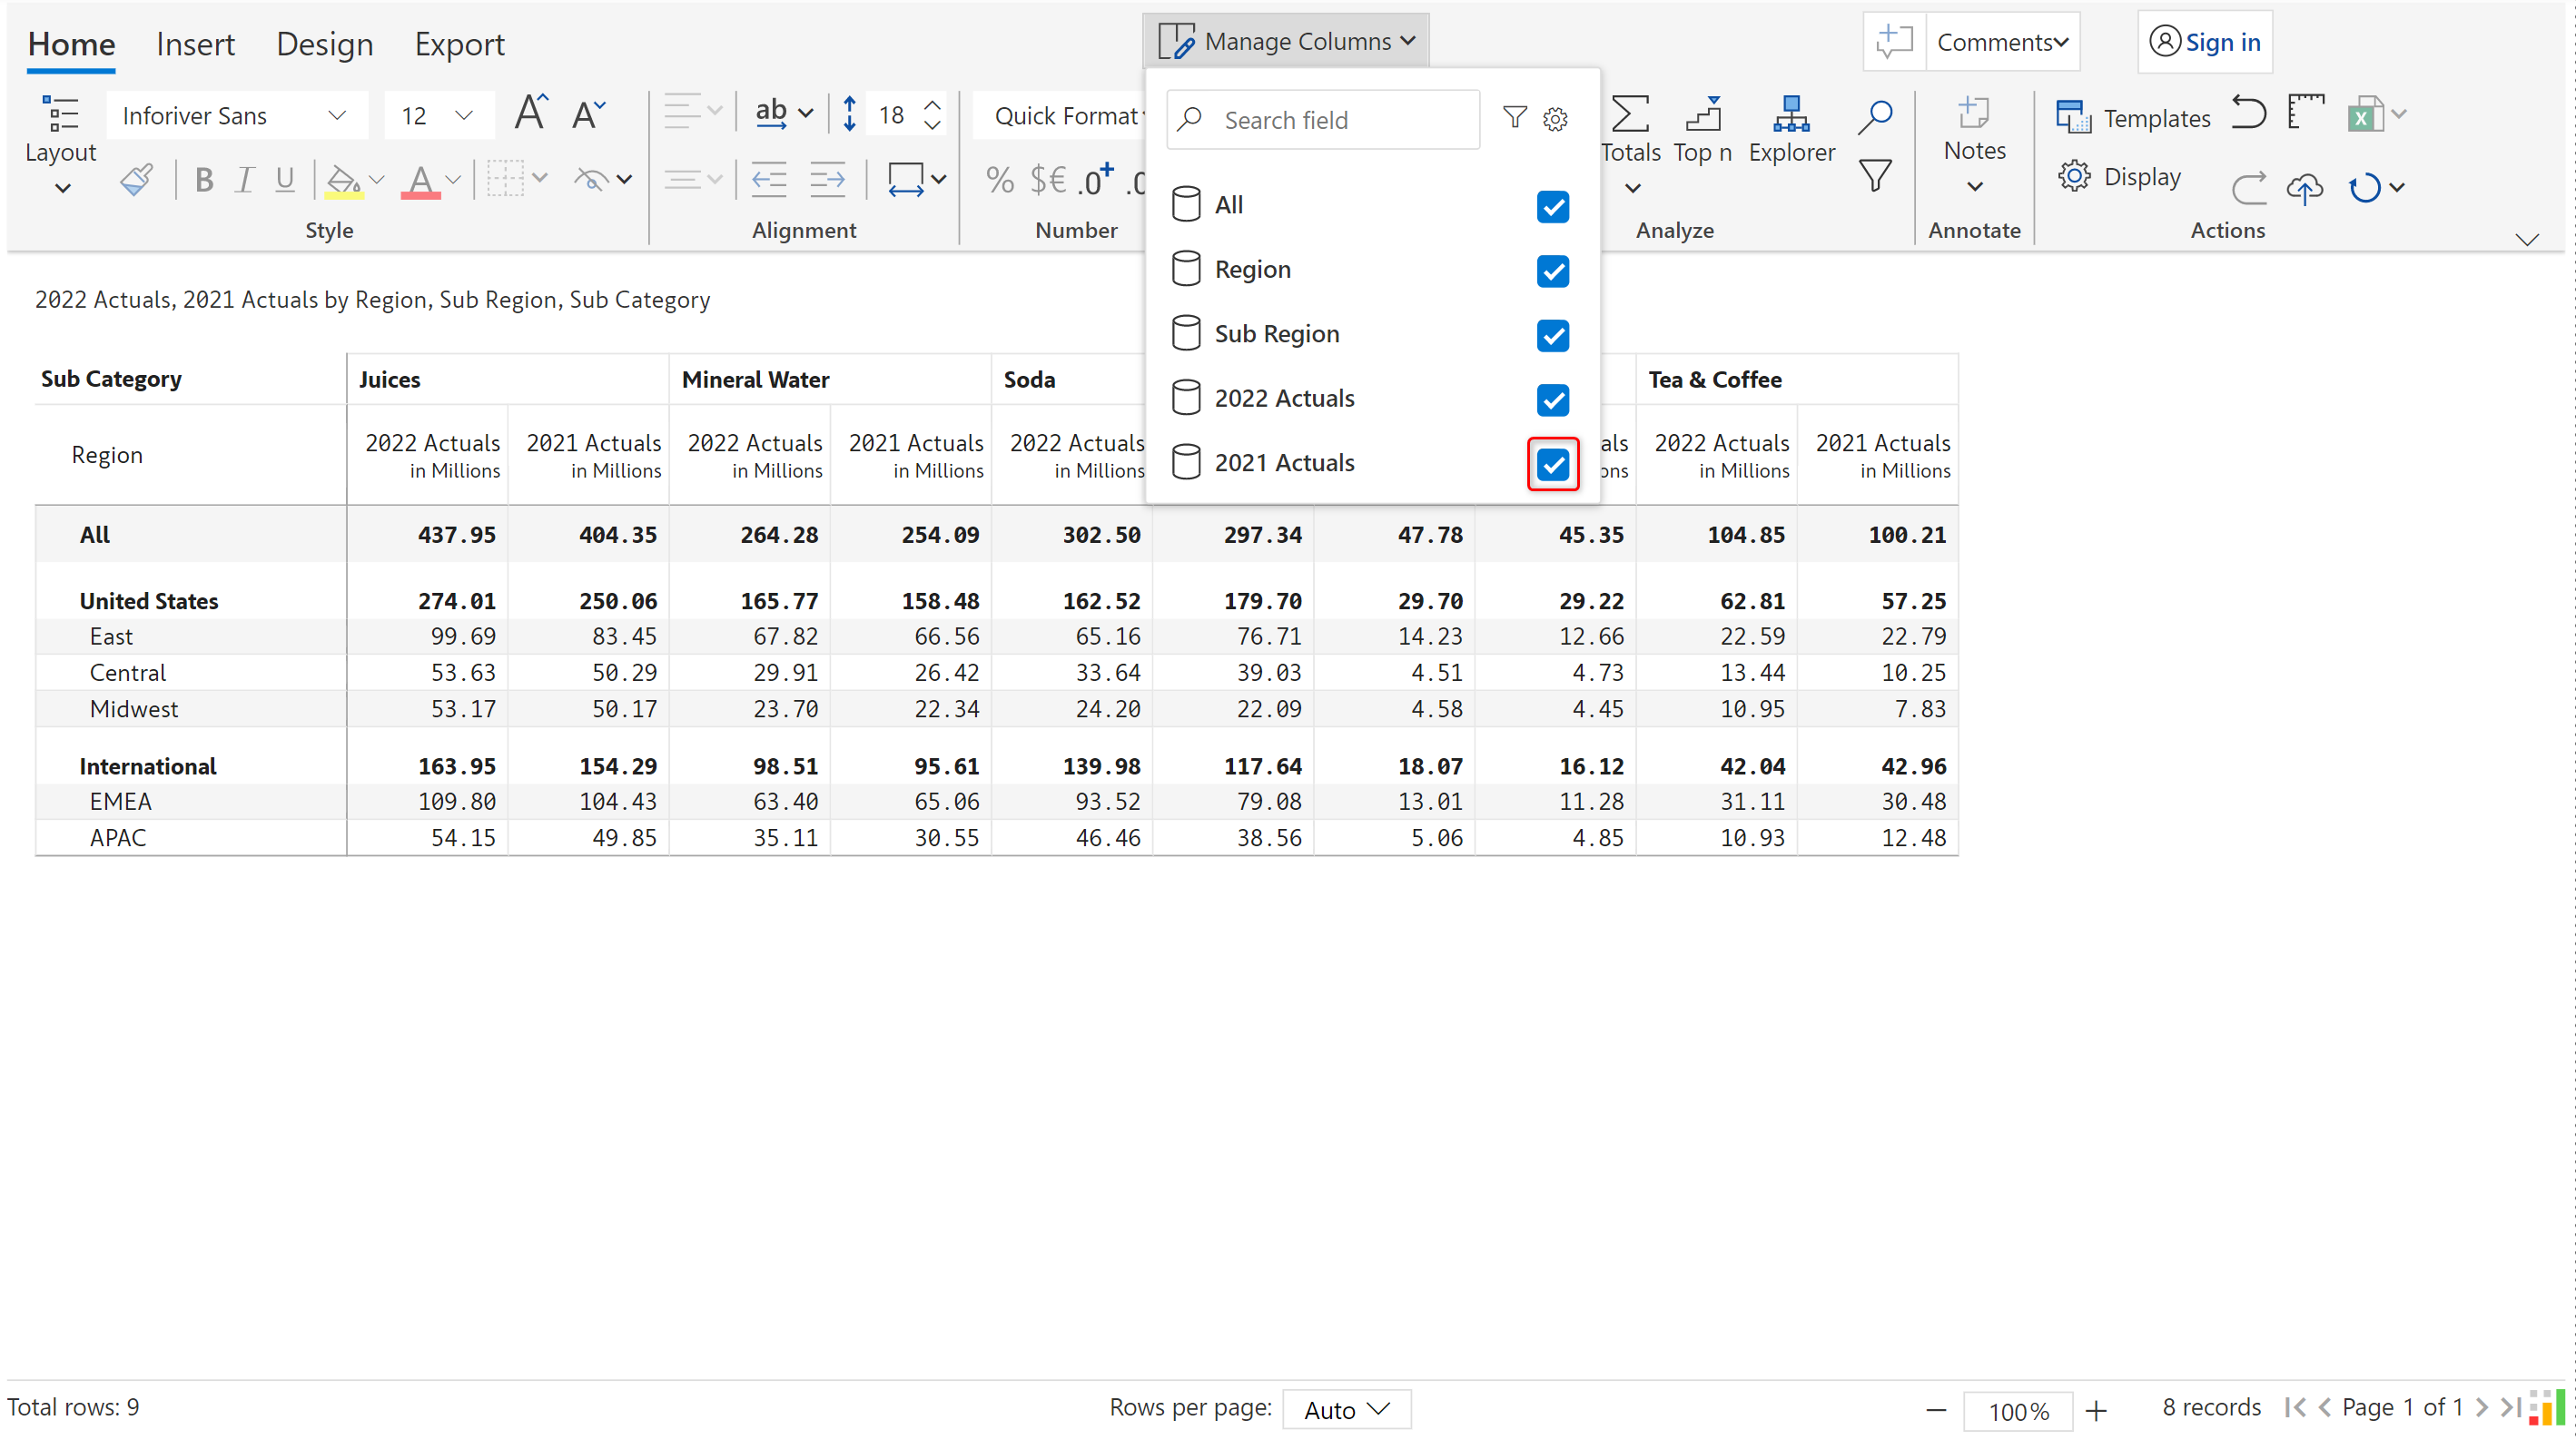 Home Insert Design Export Manage Columns Comments Sign in
Layout Inforiver Sans 12 A A ab 18 Quick Format Search field Totals Top n Explorer Notes Templates
B I U A % $€ .0+ .0 Display
Style Alignment Number Analyze Annotate Actions
All
Region
Sub Region
2022 Actuals
2021 Actuals
2022 Actuals, 2021 Actuals by Region, Sub Region, Sub Category
Sub Category Juices Mineral Water Soda Tea & Coffee
Region 2022 Actuals 2021 Actuals 2022 Actuals 2021 Actuals 2022 Actuals als 2022 Actuals 2021 Actuals
in Millions in Millions in Millions in Millions in Millions ons in Millions in Millions
All 437.95 404.35 264.28 254.09 302.50 297.34 47.78 45.35 104.85 100.21
United States 274.01 250.06 165.77 158.48 162.52 179.70 29.70 29.22 62.81 57.25
East 99.69 83.45 67.82 66.56 65.16 76.71 14.23 12.66 22.59 22.79
Central 53.63 50.29 29.91 26.42 33.64 39.03 4.51 4.73 13.44 10.25
Midwest 53.17 50.17 23.70 22.34 24.20 22.09 4.58 4.45 10.95 7.83
International 163.95 154.29 98.51 95.61 139.98 117.64 18.07 16.12 42.04 42.96
EMEA 109.80 104.43 63.40 65.06 93.52 79.08 13.01 11.28 31.11 30.48
APAC 54.15 49.85 35.11 30.55 46.46 38.56 5.06 4.85 10.93 12.48
Total rows: 9 Rows per page: Auto 100% 8 records Page 1 of 1